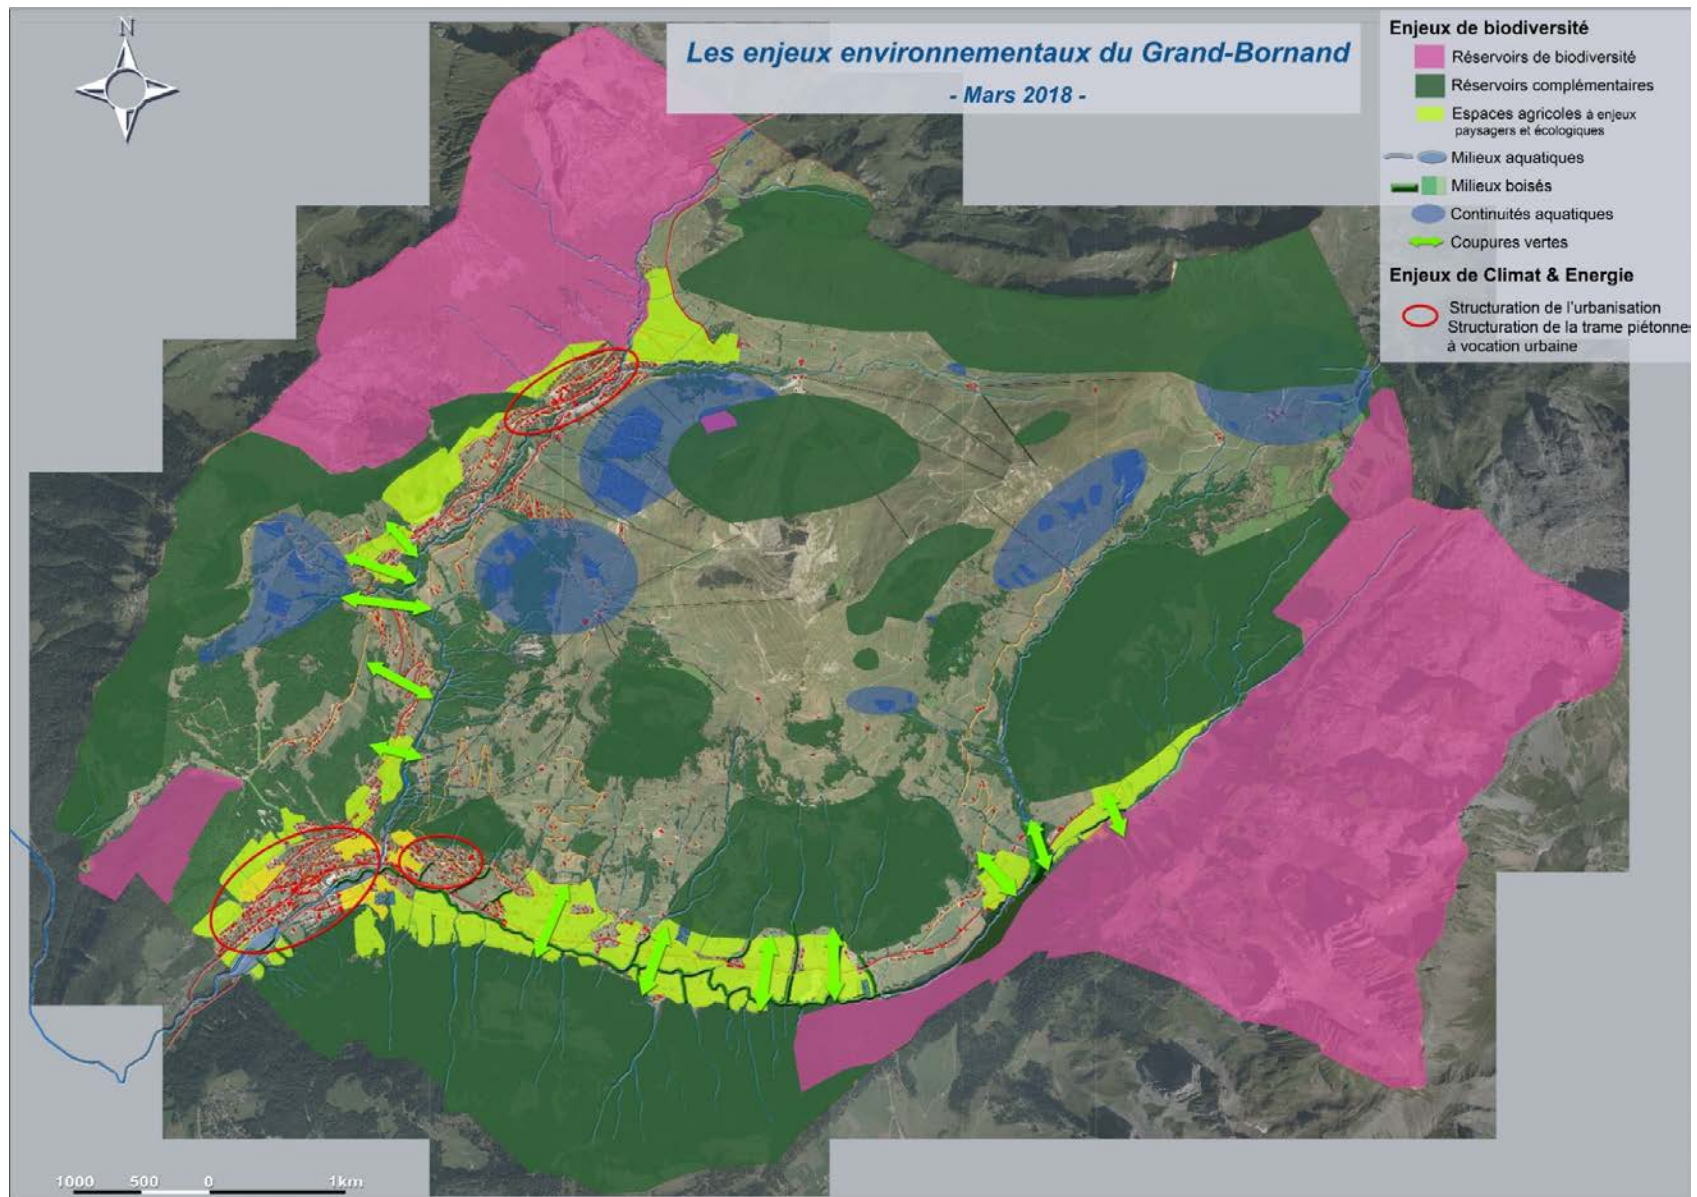 N
Les enjeux environnementaux du Grand-Bornand
- Mars 2018 -
Enjeux de biodiversité
Réservoirs de biodiversité
Réservoirs complémentaires
Espaces agricoles à enjeux
paysagers et écologiques
Milieux aquatiques
Milieux boisés
Continuités aquatiques
Coupures vertes
Enjeux de Climat & Energie
Structuration de l'urbanisation
Structuration de la trame piétonnes
à vocation urbaine
1000 500 0 1km